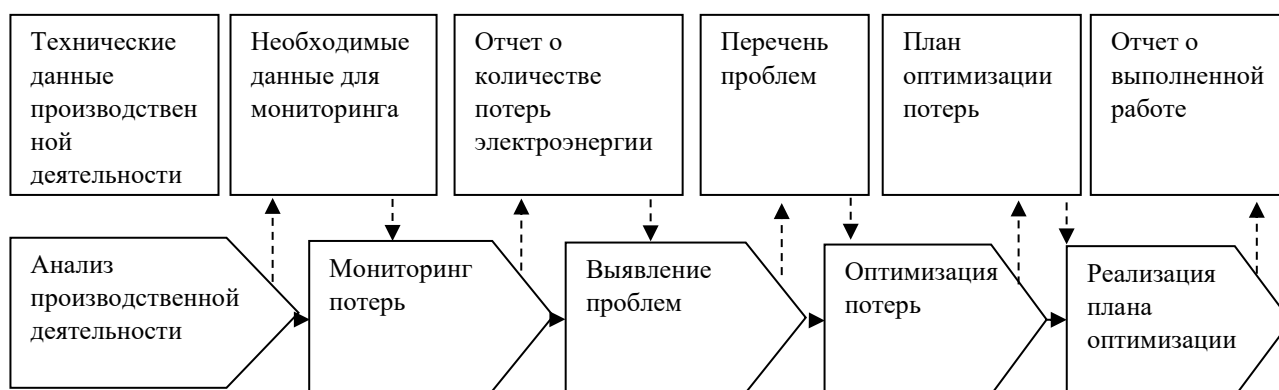 Технические
данные
производствен
ной
деятельности
Необходимые
данные для
мониторинга
Отчет о
количестве
потерь
электроэнергии
Перечень
проблем
План
оптимизации
потерь
Отчет о
выполненной
работе
Анализ
производственной
деятельности
Мониторинг
потерь
Выявление
проблем
Оптимизация
потерь
Реализация
плана
оптимизации